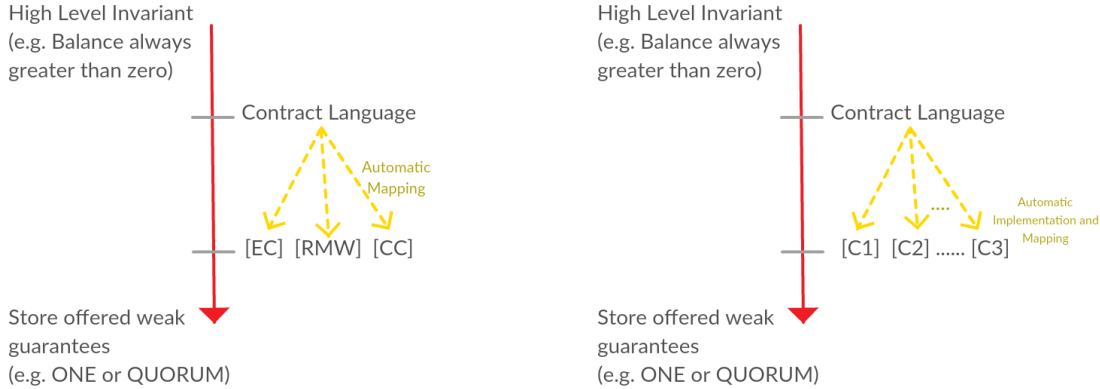 High Level Invariant
(e.g. Balance always
greater than zero)
Contract Language
Automatic
Mapping
[EC] [RMW] [CC]
Store offered weak
guarantees
(e.g. ONE or QUORUM)
High Level Invariant
(e.g. Balance always
greater than zero)
Contract Language
....
Automatic
Implementation and
Mapping
[C1] [C2] ...... [C3]
Store offered weak
guarantees
(e.g. ONE or QUORUM)